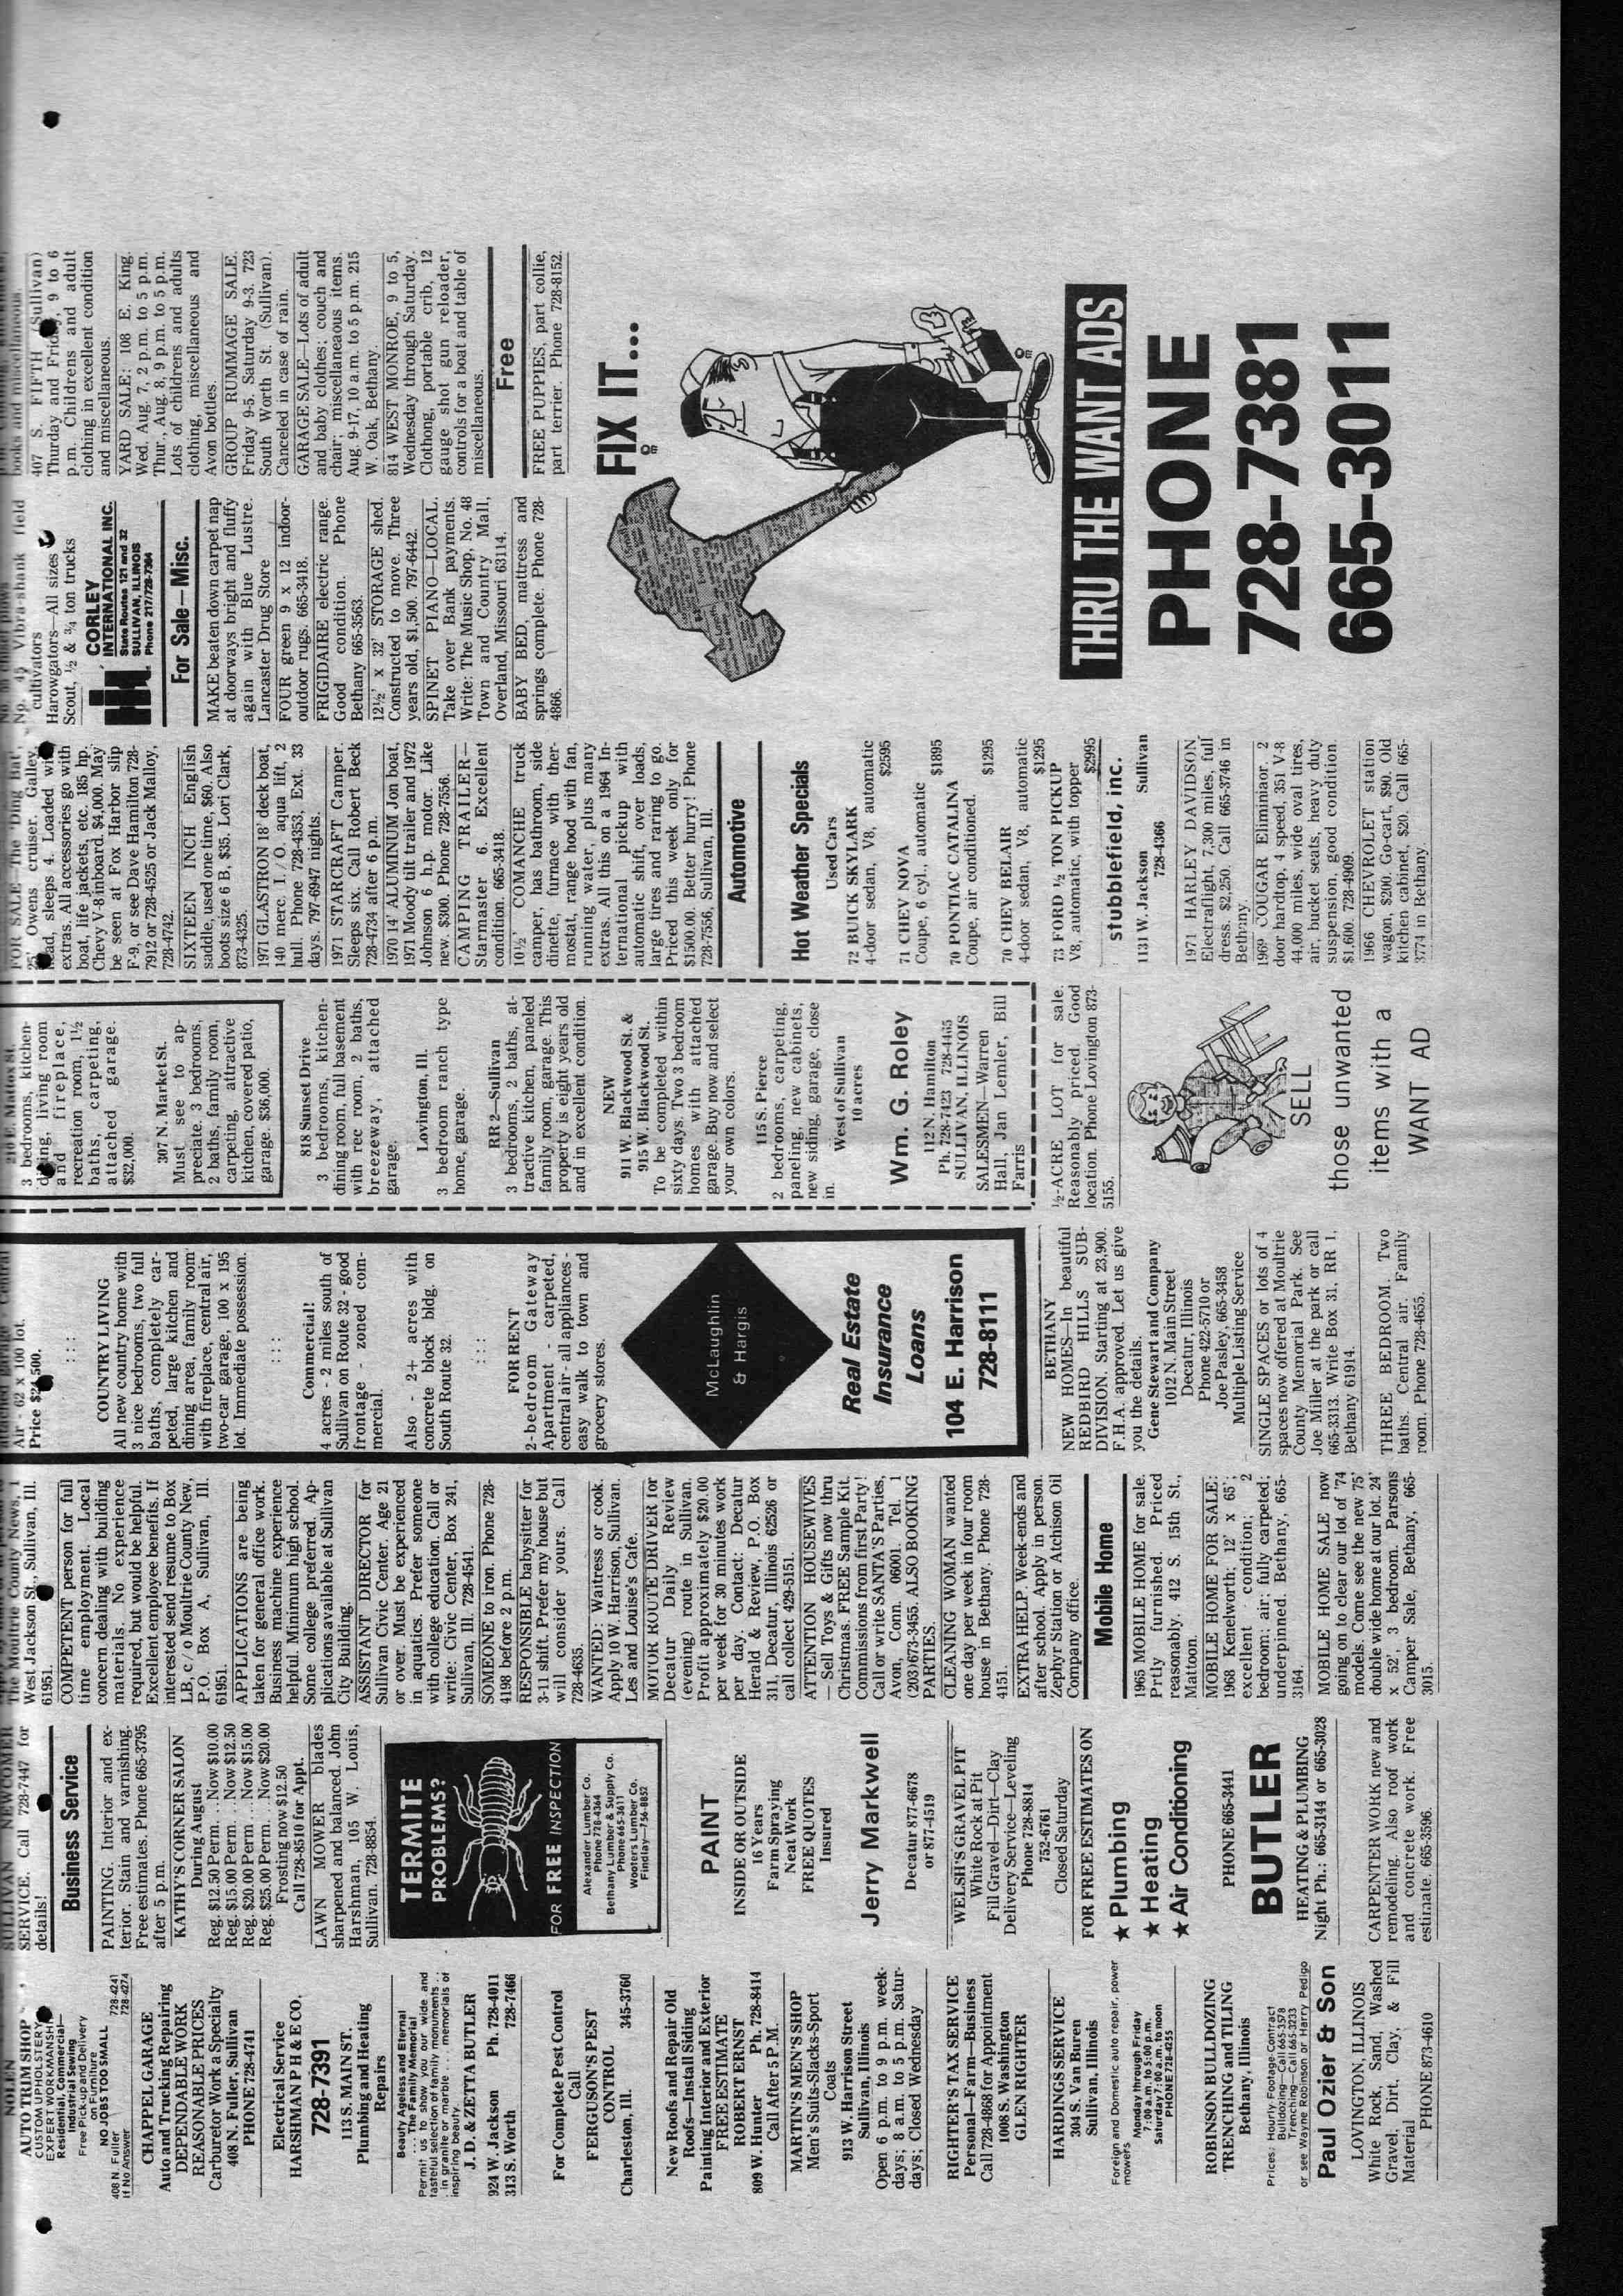 NOLEN
AUTO TRIM SHOP
CUSTOM UPHOLSTERY
EXPERT WORKMANSHIP
Residential, Commercial—
Industrial Sewing
Free Pick-up and Delivery
on Furniture
NO JOBS TOO SMALL
408 N. Fuller 728-4241
If No Answer 728-4274
CHAPPEL GARAGE
Auto and Trucking Repairing
DEPENDABLE WORK
REASONABLE PRICES
Carburetor Work a Specialty
408 N. Fuller, Sullivan
PHONE 728-4741
Electrical Service
HARSHMAN P H & E CO.
728-7391
113 S. MAIN ST.
Plumbing and Heating
Repairs
Beauty Ageless and Eternal
... The Family Memorial
Permit us to show you our wide and
tasteful selection of family monuments . .
. in granite or marble . . . memorials of
inspiring beauty.
J. D. & ZETTA BUTLER
924 W. Jackson Ph. 728-4011
313 S. Worth 728-7466
For Complete Pest Control
Call
FERGUSON'S PEST
CONTROL
Charleston, Ill. 345-3760
New Roofs and Repair Old
Roofs—Install Siding
Painting Interior and Exterior
FREE ESTIMATE
ROBERT ERNST
809 W. Hunter Ph. 728-8414
Call After 5 P.M.
MARTIN'S MEN'S SHOP
Men's Suits-Slacks-Sport
Coats
913 W. Harrison Street
Sullivan, Illinois
Open 6 p.m. to 9 p.m. week-
days; 8 a.m. to 5 p.m. Satur-
days; Closed Wednesday
RIGHTER'S TAX SERVICE
Personal—Farm—Business
Call 728-4868 for Appointment
1008 S. Washington
GLEN RIGHTER
HARDINGS SERVICE
304 S. Van Buren
Sullivan, Illinois
Foreign and Domestic auto repair, power
mowers
Monday through Friday
7:00 a.m. to 5:00 p.m.
Saturday 7:00 a.m. to noon
PHONE 728-4255
ROBINSON BULLDOZING
TRENCHING and TILING
Bethany, Illinois
Prices: Hourly-Footage-Contract
Bulldozing—Call 665-3578
Trenching—Call 665-3233
or see Wayne Robinson or Harry Pedigo
Paul Ozier & Son
LOVINGTON, ILLINOIS
White Rock, Sand, Washed
Gravel, Dirt, Clay, & Fill
Material
PHONE 873-4610
SULLIVAN NEWCOMER
SERVICE. Call 728-7447 for
details!
Business Service
PAINTING. Interior and ex-
terior. Stain and varnishing.
Free estimates. Phone 665-3795
after 5 p.m.
KATHY'S CORNER SALON
During August
Reg. $12.50 Perm. . . Now $10.00
Reg. $15.00 Perm. . . Now $12.50
Reg. $20.00 Perm. . . Now $15.00
Reg. $25.00 Perm. . . Now $20.00
Frosting now $12.50
Call 728-8510 for Appt.
LAWN MOWER blades
sharpened and balanced. John
Harshman, 105 W. Louis,
Sullivan. 728-8854.
TERMITE
PROBLEMS?
FOR FREE INSPECTION
Alexander Lumber Co.
Phone 728-4364
Bethany Lumber & Supply Co.
Phone 665-3611
Wooters Lumber Co.
Findlay—756-8852
PAINT
INSIDE OR OUTSIDE
16 Years
Farm Spraying
Neat Work
FREE QUOTES
Insured
Jerry Markwell
Decatur 877-6678
or 877-4519
WELSH'S GRAVEL PIT
White Rock at Pit
Fill Gravel—Dirt—Clay
Delivery Service—Leveling
Phone 728-8814
752-6761
Closed Saturday
FOR FREE ESTIMATES ON
★ Plumbing
★ Heating
★ Air Conditioning
PHONE 665-3441
BUTLER
HEATING & PLUMBING
Night Ph.: 665-3144 or 665-3028
CARPENTER WORK new and
remodeling. Also roof work
and concrete work. Free
estimate. 665-3596.
The Moultrie County News, 1
West Jackson St., Sullivan, Ill.
61951.
COMPETENT person for full
time employment. Local
concern dealing with building
materials. No experience
required, but would be helpful.
Excellent employee benefits. If
interested send resume to Box
LB, c/o Moultrie County New,
P.O. Box A, Sullivan, Ill.
61951.
APPLICATIONS are being
taken for general office work.
Business machine experience
helpful. Minimum high school.
Some college preferred. Ap-
plications available at Sullivan
City Building.
ASSISTANT DIRECTOR for
Sullivan Civic Center. Age 21
or over. Must be experienced
in aquatics. Prefer someone
with college education. Call or
write: Civic Center, Box 241,
Sullivan, Ill. 728-4541.
SOMEONE to iron. Phone 728-
4198 before 2 p.m.
RESPONSIBLE babysitter for
3-11 shift. Prefer my house but
will consider yours. Call
728-4635.
WANTED: Waitress or cook.
Apply 10 W. Harrison, Sullivan.
Les and Louise's Cafe.
MOTOR ROUTE DRIVER for
Decatur Daily Review
(evening) route in Sullivan.
Profit approximately $20.00
per week for 30 minutes work
per day. Contact: Decatur
Herald & Review, P.O. Box
311, Decatur, Illinois 62526 or
call collect 429-5151.
ATTENTION HOUSEWIVES
— Sell Toys & Gifts now thru
Christmas. FREE Sample Kit.
Commissions from first Party!
Call or write SANTA'S Parties,
Avon, Conn. 06001. Tel. 1
(203)673-3455. ALSO BOOKING
PARTIES.
CLEANING WOMAN wanted
one day per week in four room
house in Bethany. Phone 728-
4151.
EXTRA HELP. Week-ends and
after school. Apply in person.
Zephyr Station or Atchison Oil
Company office.
Mobile Home
1965 MOBILE HOME for sale.
Prtly furnished. Priced
reasonably. 412 S. 15th St.,
Mattoon.
MOBILE HOME FOR SALE:
1968 Kenelworth; 12' x 65';
excellent condition; 2
bedroom; air; fully carpeted;
underpinned. Bethany, 665-
3164.
MOBILE HOME SALE now
going on to clear our lot of '74
models. Come see the new 75'
double wide home at our lot. 24'
x 52', 3 bedroom. Parsons
Camper Sale, Bethany, 665-
3015.
attached garage - Central
Air - 62 x 100 lot.
Price $24,500.
: : :
COUNTRY LIVING
All new country home with
3 nice bedrooms, two full
baths, completely car-
peted, large kitchen and
dining area, family room
with fireplace, central air,
two-car garage, 100 x 195
lot. Immediate possession.
: : :
Commercial!
4 acres - 2 miles south of
Sullivan on Route 32 - good
frontage - zoned com-
mercial.
Also - 2+ acres with
concrete block bldg. on
South Route 32.
: : :
FOR RENT
2-bedroom Gateway
Apartment - carpeted,
central air - all appliances -
easy walk to town and
grocery stores.
McLaughlin
& Hargis
Real Estate
Insurance
Loans
104 E. Harrison
728-8111
BETHANY
NEW HOMES—In beautiful
REDBIRD HILLS SUB-
DIVISION. Starting at 23,900.
F.H.A. approved. Let us give
you the details.
Gene Stewart and Company
1012 N. Main Street
Decatur, Illinois
Phone 422-5710 or
Joe Pasley, 665-3458
Multiple Listing Service
SINGLE SPACES or lots of 4
spaces now offered at Moultrie
County Memorial Park. See
Joe Miller at the park or call
665-3313. Write Box 31, RR 1,
Bethany 61914.
THREE BEDROOM. Two
baths. Central air. Family
room. Phone 728-4655.
3 bedrooms, kitchen-
dining, living room
and fireplace,
recreation room, 1½
baths, carpeting,
attached garage.
$32,000.
307 N. Market St.
Must see to ap-
preciate. 3 bedrooms,
2 baths, family room,
carpeting, attractive
kitchen, covered patio,
garage. $36,000.
818 Sunset Drive
3 bedrooms, kitchen-
dining room, full basement
with rec room, 2 baths,
breezeway, attached
garage.
Lovington, Ill.
3 bedroom ranch type
home, garage.
RR 2—Sullivan
3 bedrooms, 2 baths, at-
tractive kitchen, paneled
family room, garage. This
property is eight years old
and in excellent condition.
NEW
911 W. Blackwood St. &
915 W. Blackwood St.
To be completed within
sixty days. Two 3 bedroom
homes with attached
garage. Buy now and select
your own colors.
115 S. Pierce
2 bedrooms, carpeting,
paneling, new cabinets,
new siding, garage, close
in.
West of Sullivan
10 acres
Wm. G. Roley
112 N. Hamilton
Ph. 728-7423 728-4435
SULLIVAN, ILLINOIS
SALESMEN—Warren
Hall, Jan Lemler, Bill
Farris
½-ACRE LOT for sale.
Reasonably priced. Good
location. Phone Lovington 873-
5155.
SELL
those unwanted
items with a
WANT AD
FOR SALE—The 'Ding Bat',
25', Owens cruiser. Galley,
head, sleeps 4. Loaded with
extras. All accessories go with
boat, life jackets, etc. 185 hp.
Chevy V-8 inboard. $4,000. May
be seen at Fox Harbor slip
F-9, or see Dave Hamilton 728-
7912 or 728-4525 or Jack Malloy,
728-4742.
SIXTEEN INCH English
saddle, used one time, $60. Also
boots size 6 B, $35. Lori Clark,
873-4325.
1971 GLASTRON 18' deck boat,
140 merc. I./O. aqua lift, 2
hull. Phone 728-4353, Ext. 33
days. 797-6947 nights.
1971 STARCRAFT Camper.
Sleeps six. Call Robert Beck
728-4734 after 6 p.m.
1970 14' ALUMINUM Jon boat,
1971 Moody tilt trailer and 1972
Johnson 6 h.p. motor. Like
new. $300. Phone 728-7556.
CAMPING TRAILER—
Starmaster 6. Excellent
condition. 665-3418.
10½' COMANCHE truck
camper, has bathroom, side
dinette, furnace with ther-
mostat, range hood with fan,
running water, plus many
extras. All this on a 1964 In-
ternational pickup with
automatic shift, over loads,
large tires and raring to go.
Priced this week only for
$1500.00. Better hurry! Phone
728-7556, Sullivan, Ill.
Automotive
Hot Weather Specials
Used Cars
72 BUICK SKYLARK
4-door sedan, V8, automatic
$2595
71 CHEV NOVA
Coupe, 6 cyl., automatic
$1895
70 PONTIAC CATALINA
Coupe, air conditioned.
$1295
70 CHEV BELAIR
4-door sedan, V8, automatic
$1295
73 FORD ½ TON PICKUP
V8, automatic, with topper
$2995
stubblefield, inc.
1131 W. Jackson Sullivan
728-4366
1971 HARLEY DAVIDSON
Electraflight, 7,300 miles, full
dress. $2,250. Call 665-3746 in
Bethany.
1969 COUGAR Eliminior. 2
door hardtop, 4 speed, 351 V-8
44,000 miles, wide oval tires,
air, bucket seats, heavy duty
suspension, good condition.
$1,600. 728-4909.
1966 CHEVROLET station
wagon, $200. Go-cart, $90. Old
kitchen cabinet, $20. Call 665-
3774 in Bethany.
No. 45 Vibra-shank field
cultivators
Harowgators—All sizes
Scout, ½ & ¾ ton trucks
CORLEY
INTERNATIONAL INC.
State Routes 121 and 32
SULLIVAN, ILLINOIS
Phone 217/728-7364
For Sale—Misc.
MAKE beaten down carpet nap
at doorways bright and fluffy
again with Blue Lustre.
Lancaster Drug Store
FOUR green 9 x 12 indoor-
outdoor rugs. 665-3418.
FRIGIDAIRE electric range.
Good condition. Phone
Bethany 665-3563.
12½' x 32' STORAGE shed.
Constructed to move. Three
years old, $1,500. 797-6442.
SPINET PIANO—LOCAL.
Take over Bank payments.
Write: The Music Shop, No. 48
Town and Country Mall,
Overland, Missouri 63114.
BABY BED, mattress and
springs complete. Phone 728-
4866.
books and miscellaneous.
407 S. FIFTH (Sullivan)
Thursday and Friday, 9 to 6
p.m. Childrens and adult
clothing in excellent condition
and miscellaneous.
YARD SALE: 108 E. King.
Wed. Aug. 7, 2 p.m. to 5 p.m.
Thur., Aug. 8, 9 p.m. to 5 p.m.
Lots of childrens and adults
clothing, miscellaneous and
Avon bottles.
GROUP RUMMAGE SALE.
Friday 9-5, Saturday 9-3. 723
South Worth St. (Sullivan).
Canceled in case of rain.
GARAGE SALE—Lots of adult
and baby clothes; couch and
chair; miscellaneaous items.
Aug. 9-17, 10 a.m. to 5 p.m. 215
W. Oak, Bethany.
814 WEST MONROE, 9 to 5,
Wednesday through Saturday.
Clothong, portable crib, 12
gauge shot gun reloader,
controls for a boat and table of
miscellaneous.
Free
FREE PUPPIES, part collie,
part terrier. Phone 728-8152.
FIX IT...
THRU THE WANT ADS
PHONE
728-7381
665-3011